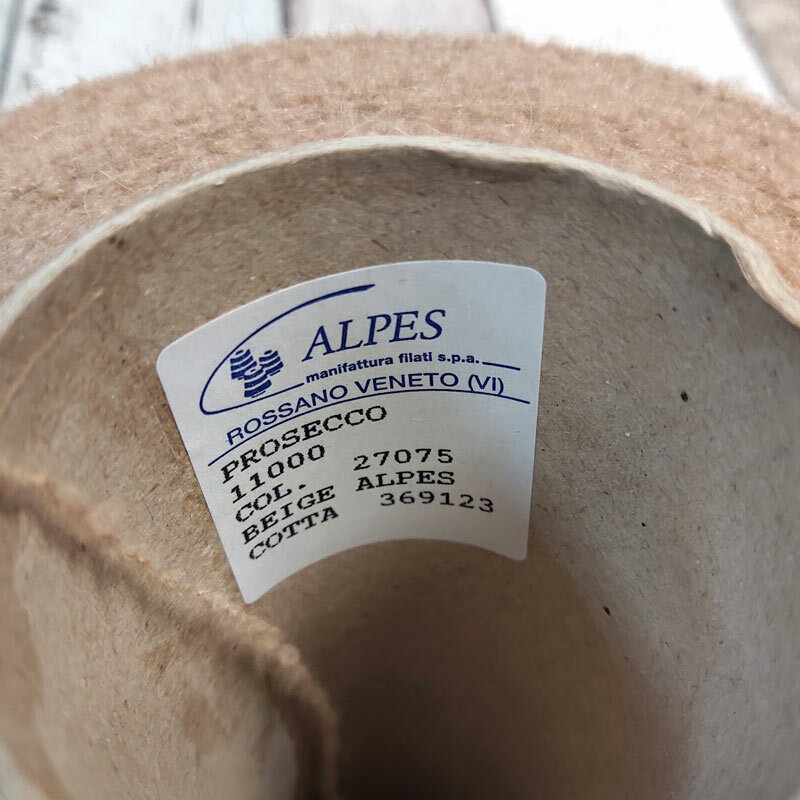 ALPES
manifattura filati s.p.a.
ROSSANO VENETO (VI)
PROSECCO
11000
COL. 27075
BEIGE ALPES
COTTA 369123